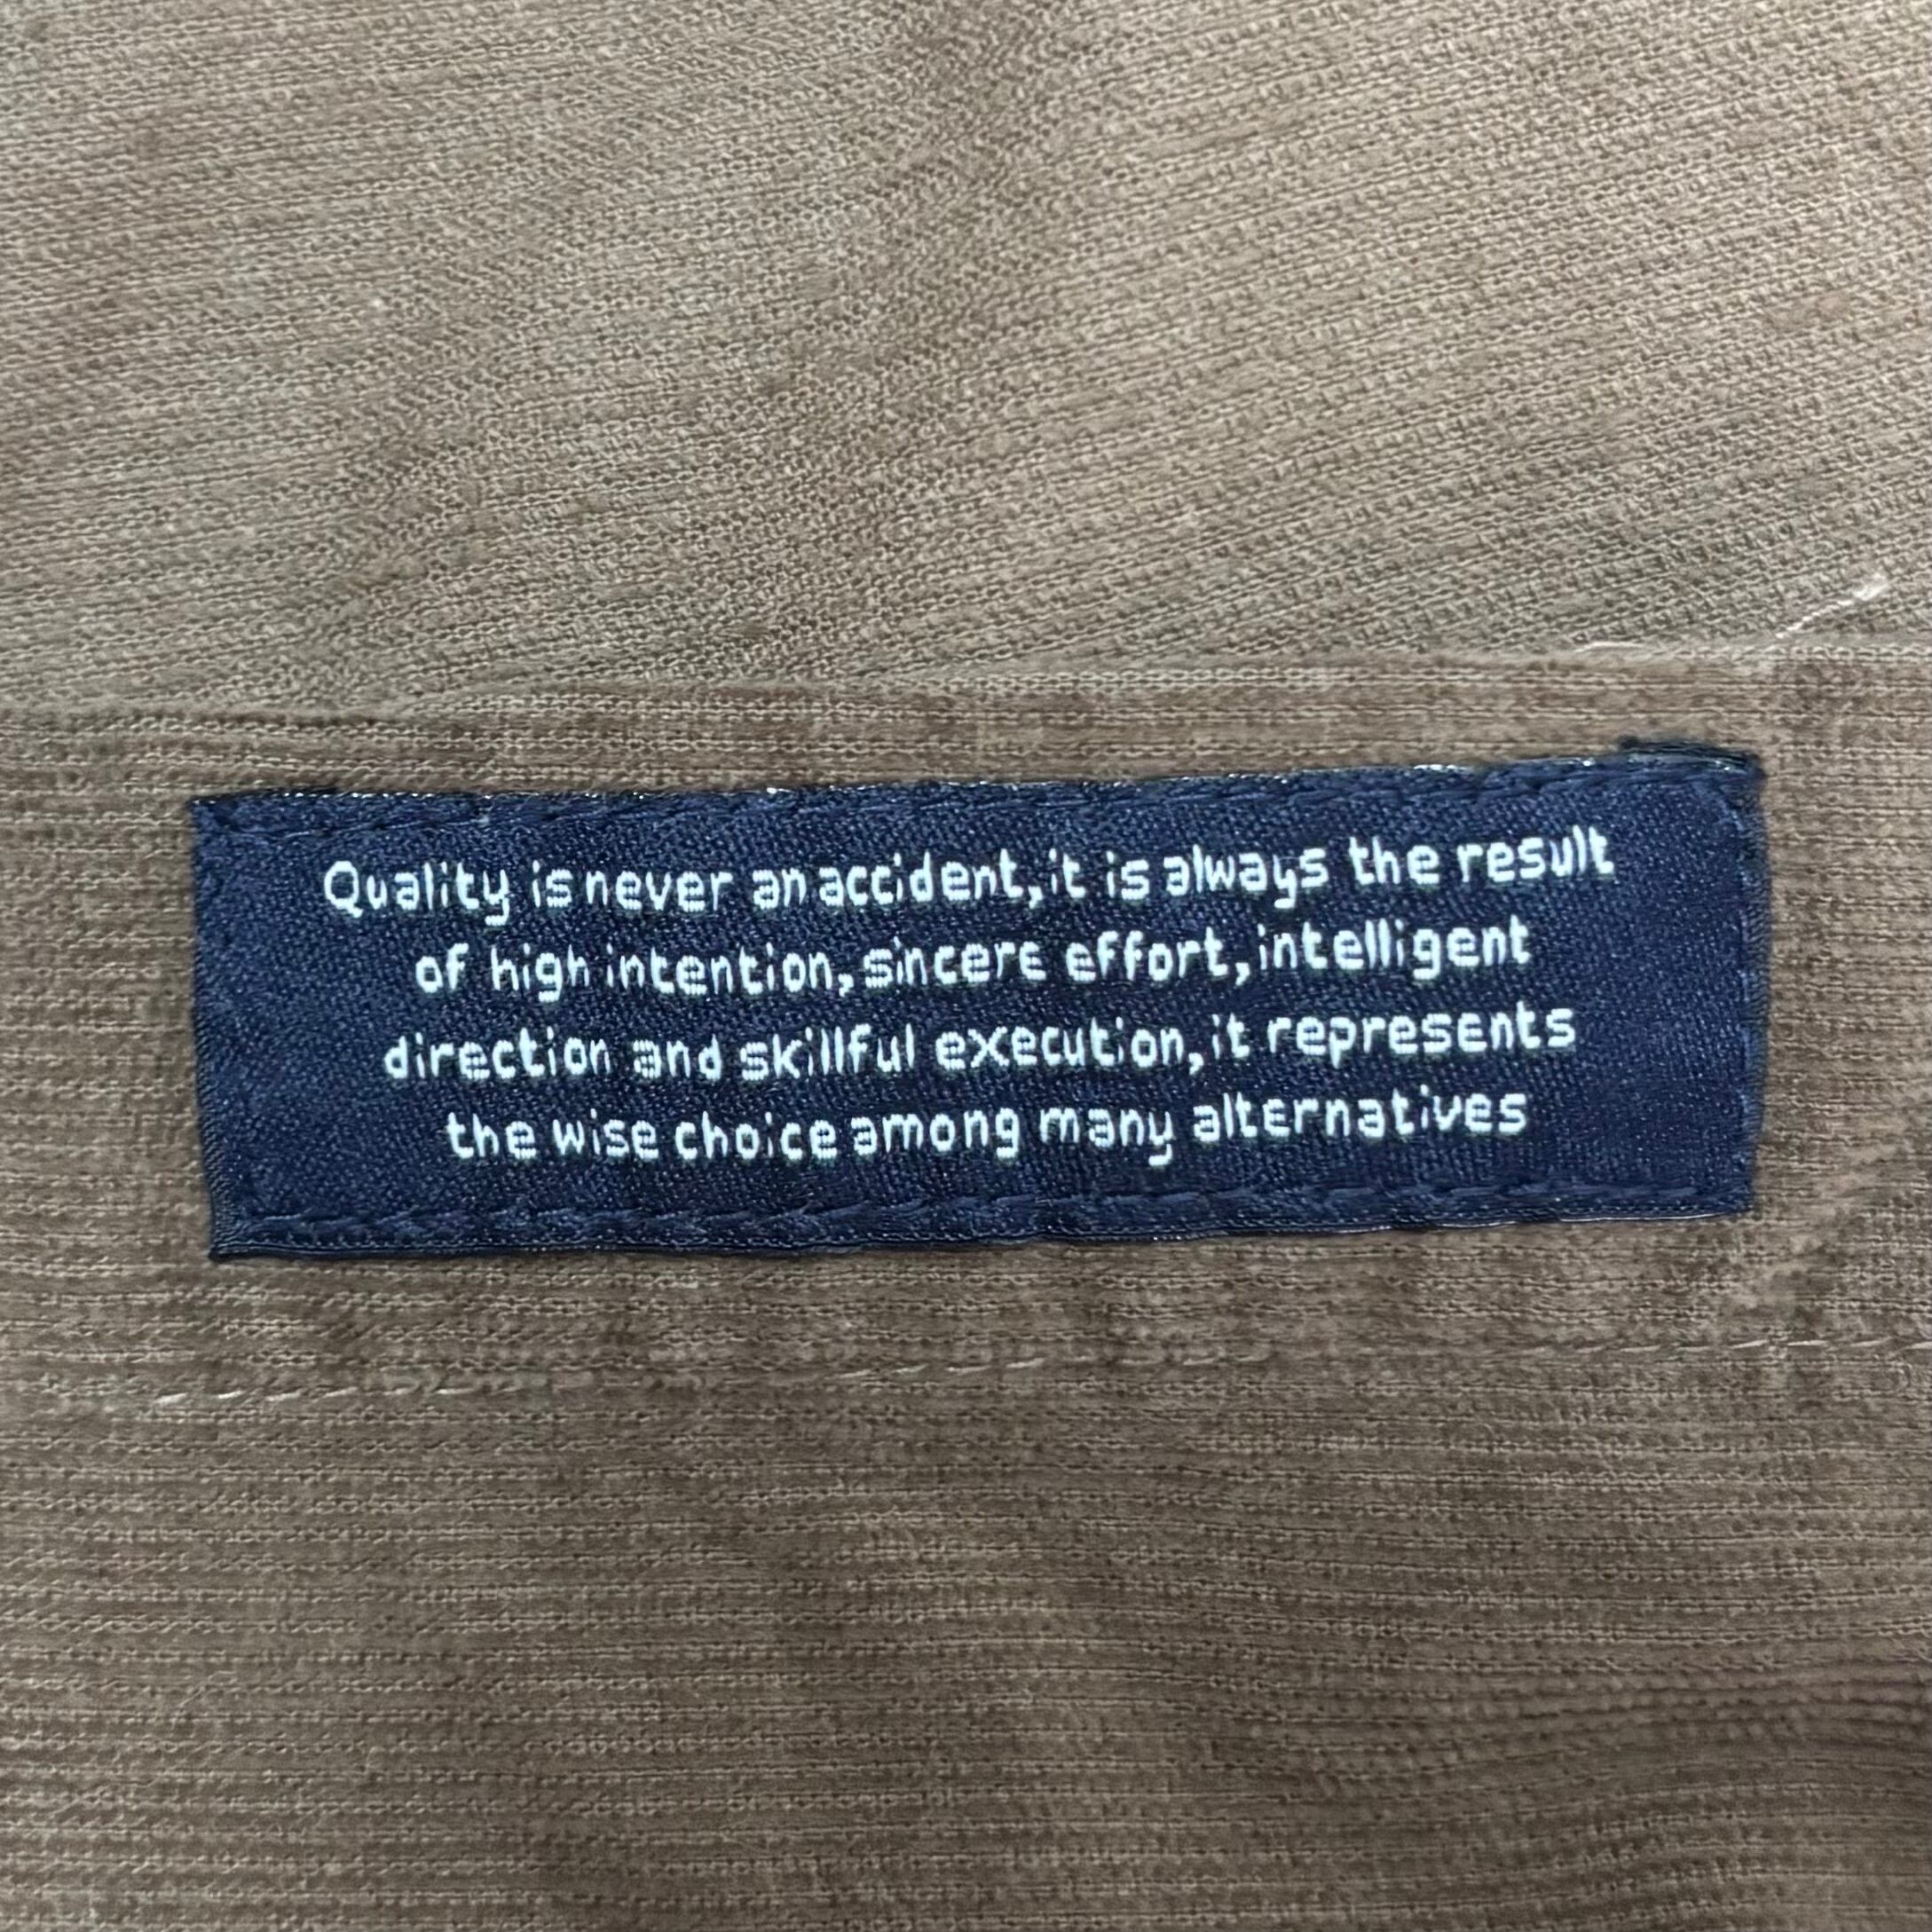 Quality is never an accident, it is always the result
of high intention, sincere effort, intelligent
direction and skillful execution, it represents
the wise choice among many alternatives